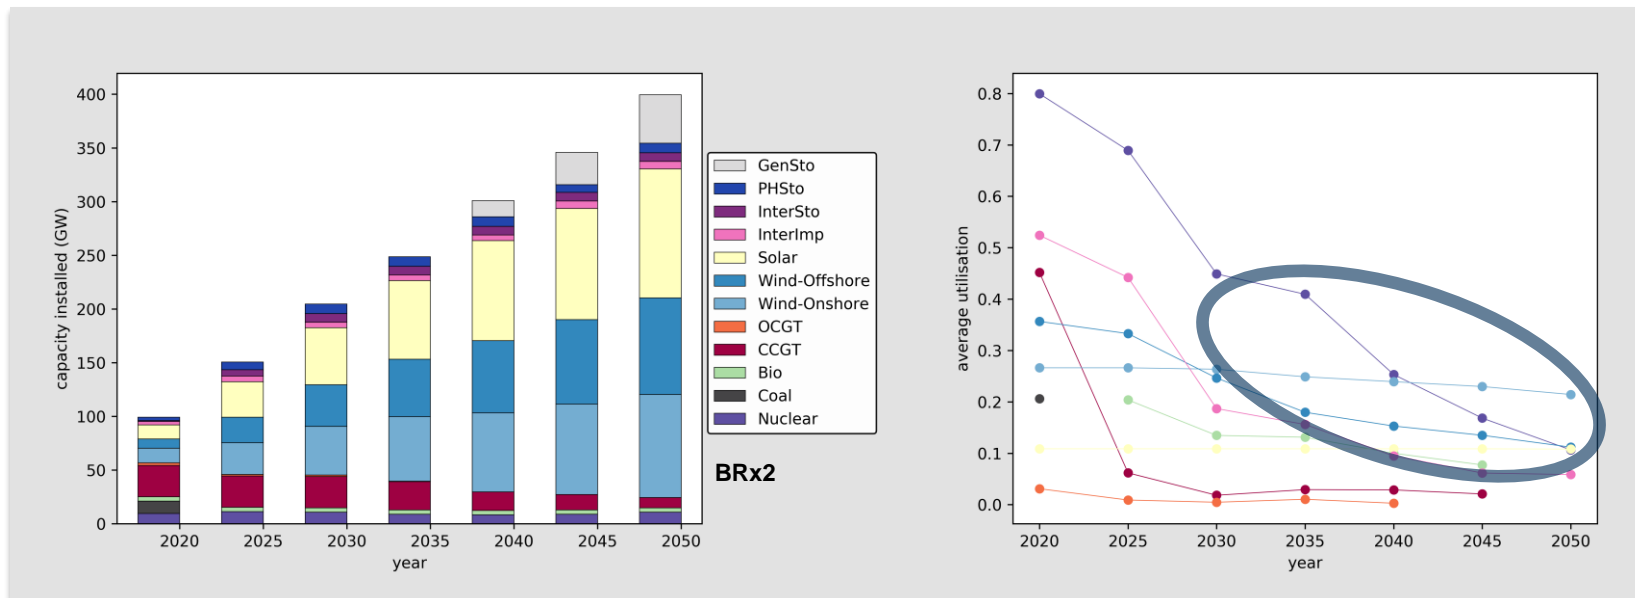 400
350
300
250
200
150
100
50
0
capacity installed (GW)
2020 2025 2030 2035 2040 2045 2050
year
GenSto
PHSto
InterSto
InterImp
Solar
Wind-Offshore
Wind-Onshore
OCGT
CCGT
Bio
Coal
Nuclear
BRx2
0.8
0.7
0.6
0.5
0.4
0.3
0.2
0.1
0.0
average utilisation
2020 2025 2030 2035 2040 2045 2050
year